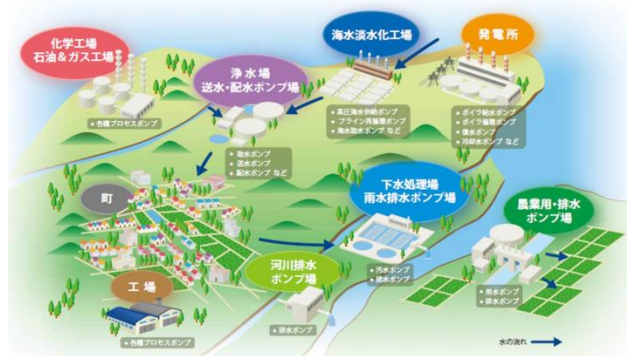 化学工場
石油&ガス工場
• 各種プロセスポンプ
浄水場
送水・配水ポンプ場
• 取水ポンプ
• 送水ポンプ
• 配水ポンプ など
海水淡水化工場
• 高圧海水供給ポンプ
• ブライン再循環ポンプ
• 海水取水ポンプ など
発電所
• ボイラ給水ポンプ
• ボイラ循環ポンプ
• 復水ポンプ
• 冷却水ポンプ など
町
下水処理場
雨水排水ポンプ場
• 汚水ポンプ
• 排水ポンプ
農業用・排水
ポンプ場
• 用水ポンプ
• 排水ポンプ
河川排水
ポンプ場
• 排水ポンプ
工場
• 各種プロセスポンプ
水の流れ